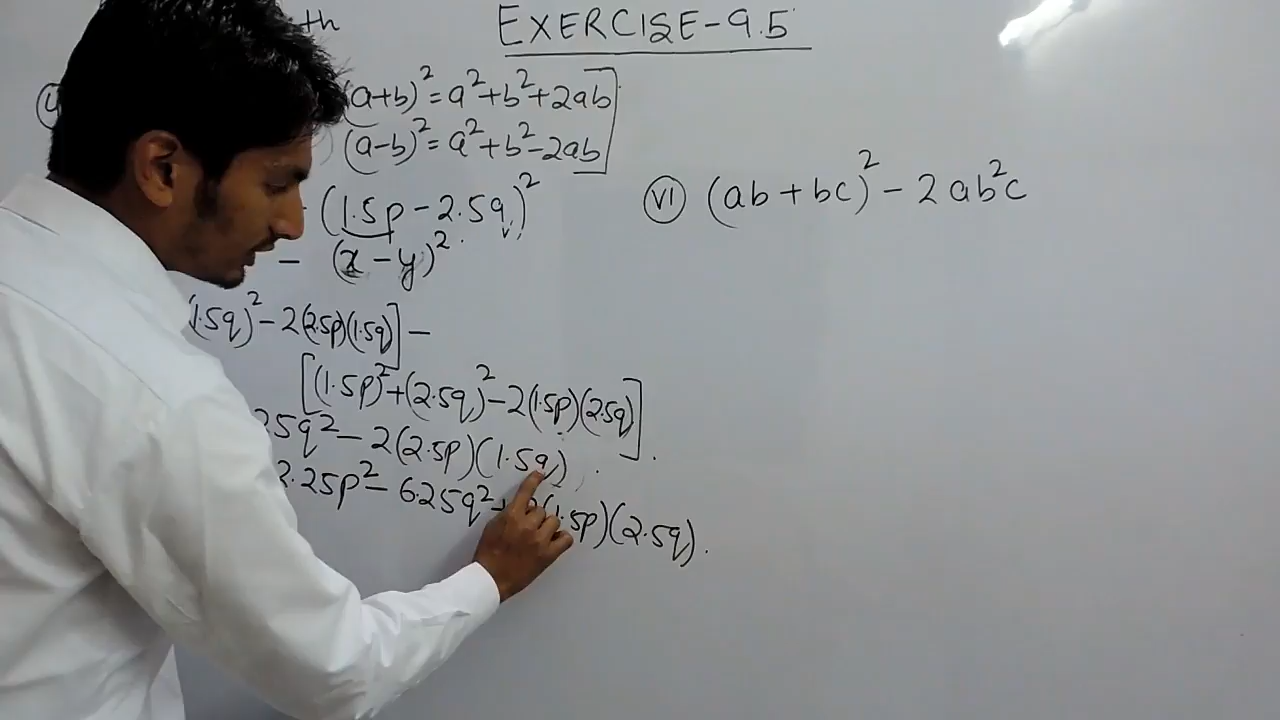 th
EXERCISE-9.5
(a+b)² = a²+b²+2ab
(a-b)² = a²+b²-2ab
(1.5p - 2.5q)²
- (x - y)²
(1.5q)² - 2(2.5p)(1.5q)] -
[(1.5p)²+(2.5q)²-2(1.5p)(2.5q)].
25q² - 2(2.5p)(1.5q)
2.25p² - 6.25q² + 2(1.5p)(2.5q).
VI (ab + bc)² - 2ab²c